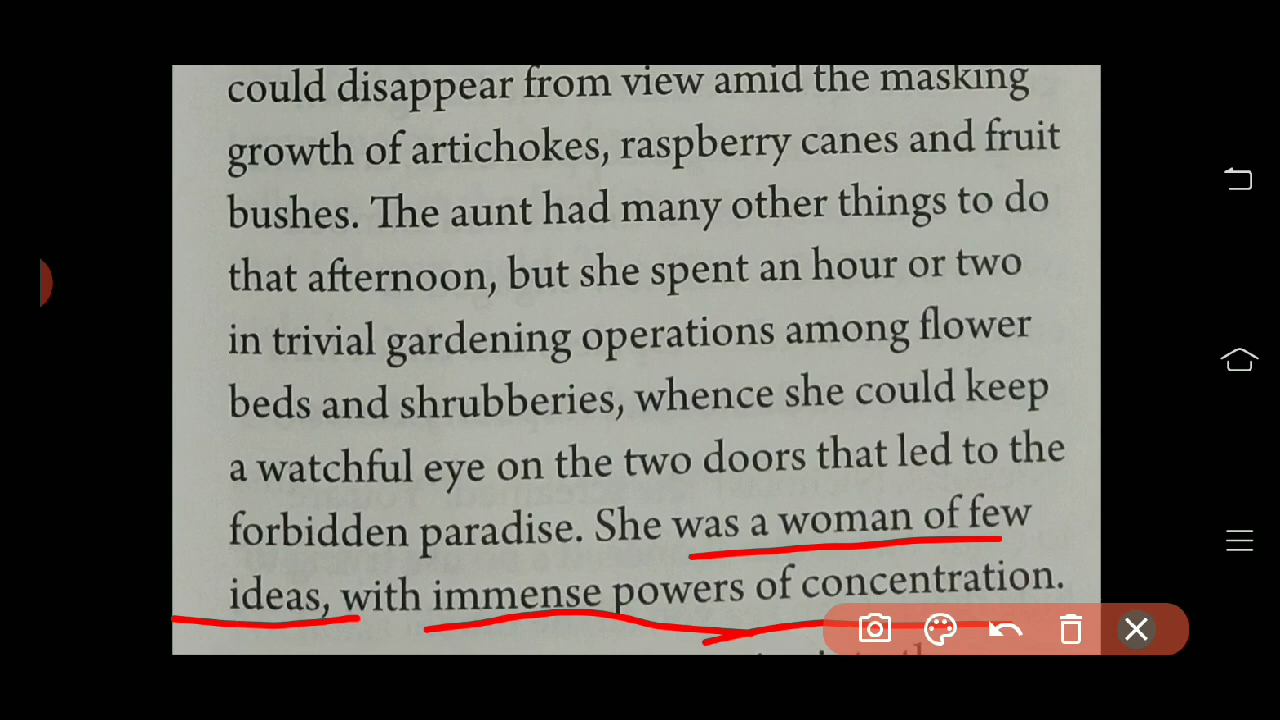 could disappear from view amid the masking
growth of artichokes, raspberry canes and fruit
bushes. The aunt had many other things to do
that afternoon, but she spent an hour or two
in trivial gardening operations among flower
beds and shrubberies, whence she could keep
a watchful eye on the two doors that led to the
forbidden paradise. She was a woman of few
ideas, with immense powers of concentration.